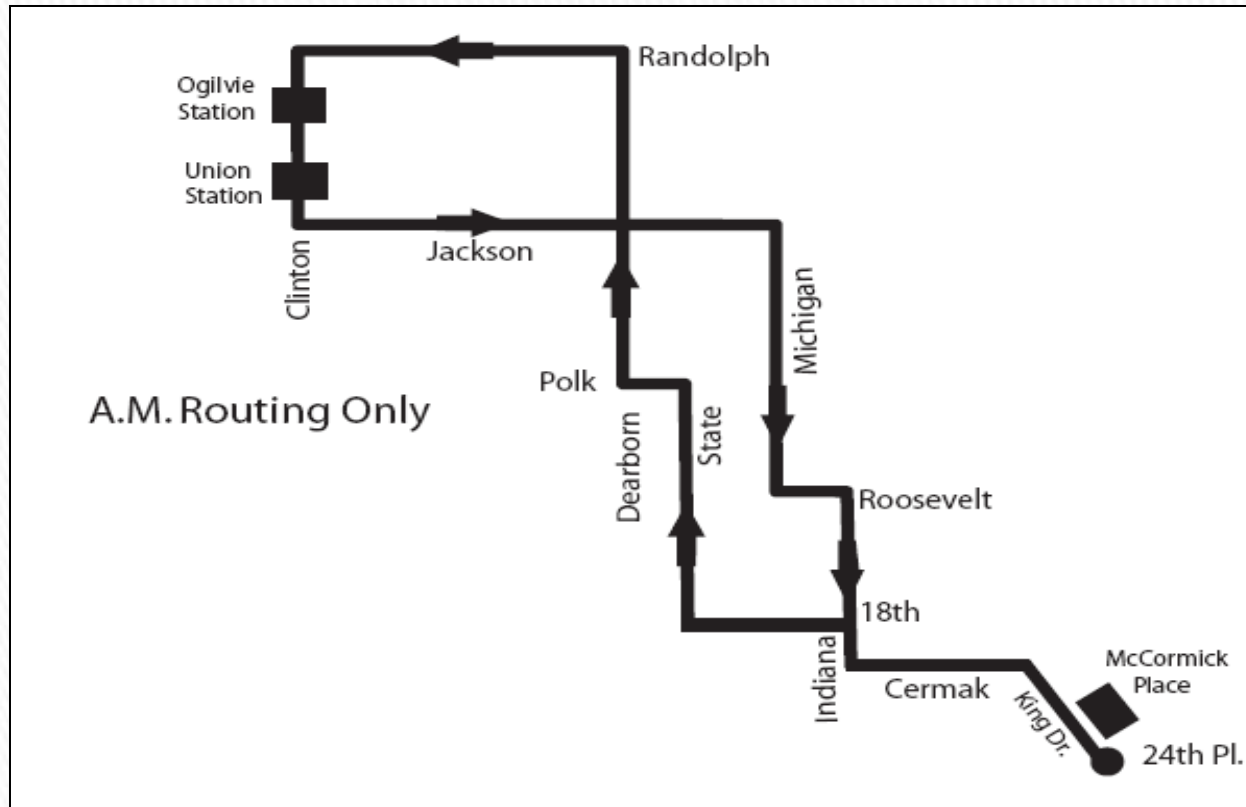 Randolph
Ogilvie
Station
Union
Station
Jackson
Clinton
Michigan
Polk
A.M. Routing Only
Dearborn
State
Roosevelt
18th
Indiana
Cermak
McCormick
Place
King Dr.
24th Pl.